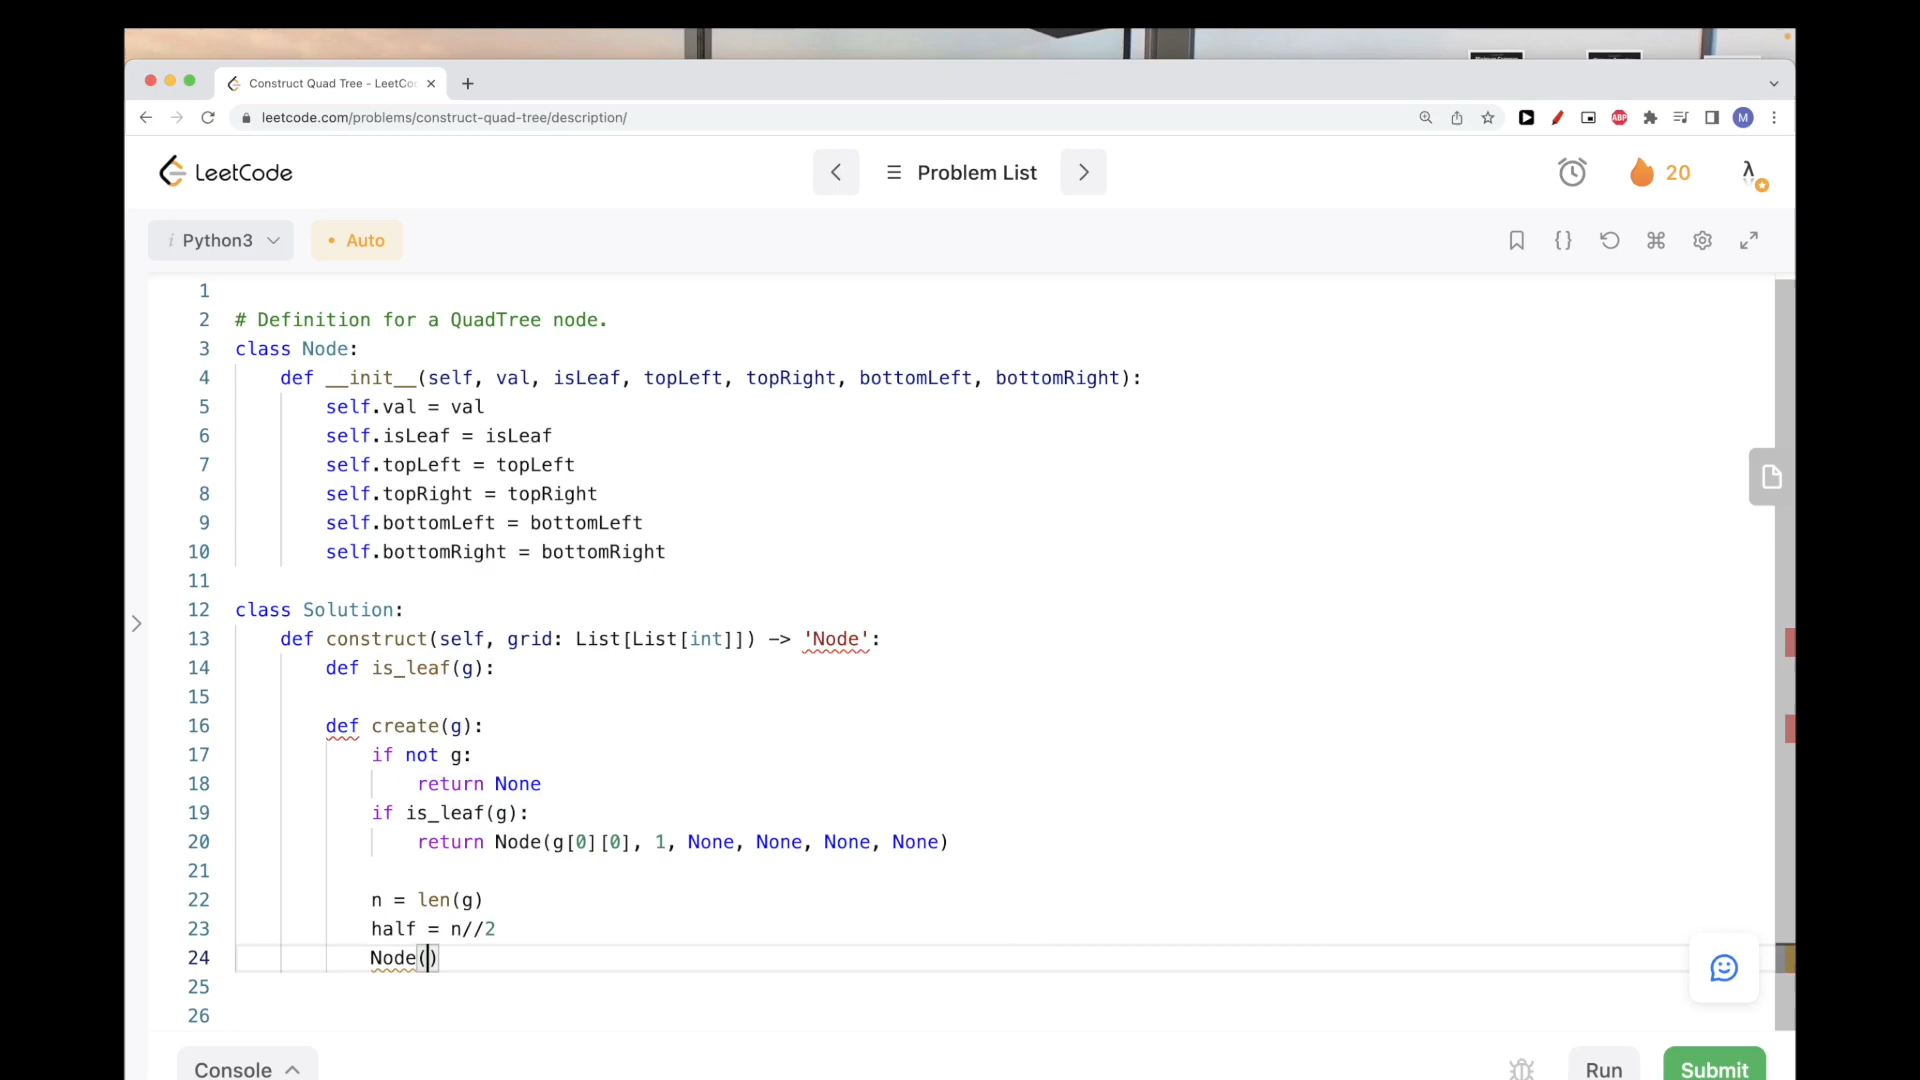 Construct Quad Tree - LeetCo
leetcode.com/problems/construct-quad-tree/description/
ABP
M
LeetCode
Problem List
20
i Python3
• Auto
1
2 # Definition for a QuadTree node.
3 class Node:
4 def __init__(self, val, isLeaf, topLeft, topRight, bottomLeft, bottomRight):
5 self.val = val
6 self.isLeaf = isLeaf
7 self.topLeft = topLeft
8 self.topRight = topRight
9 self.bottomLeft = bottomLeft
10 self.bottomRight = bottomRight
11
12 class Solution:
13 def construct(self, grid: List[List[int]]) -> 'Node':
14 def is_leaf(g):
15
16 def create(g):
17 if not g:
18 return None
19 if is_leaf(g):
20 return Node(g[0][0], 1, None, None, None, None)
21
22 n = len(g)
23 half = n//2
24 Node()
25
26
Console
Run
Submit